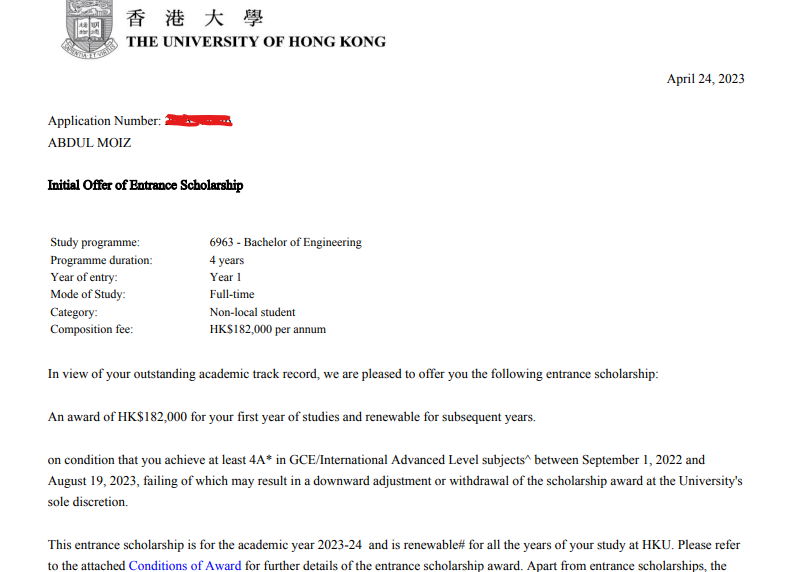 香港大學
THE UNIVERSITY OF HONG KONG
April 24, 2023
Application Number:
ABDUL MOIZ
Initial Offer of Entrance Scholarship
Study programme: 6963 - Bachelor of Engineering
Programme duration: 4 years
Year of entry: Year 1
Mode of Study: Full-time
Category: Non-local student
Composition fee: HK$182,000 per annum
In view of your outstanding academic track record, we are pleased to offer you the following entrance scholarship:
An award of HK$182,000 for your first year of studies and renewable for subsequent years.
on condition that you achieve at least 4A* in GCE/International Advanced Level subjects^ between September 1, 2022 and
August 19, 2023, failing of which may result in a downward adjustment or withdrawal of the scholarship award at the University's
sole discretion.
This entrance scholarship is for the academic year 2023-24 and is renewable# for all the years of your study at HKU. Please refer
to the attached Conditions of Award for further details of the entrance scholarship award. Apart from entrance scholarships, the